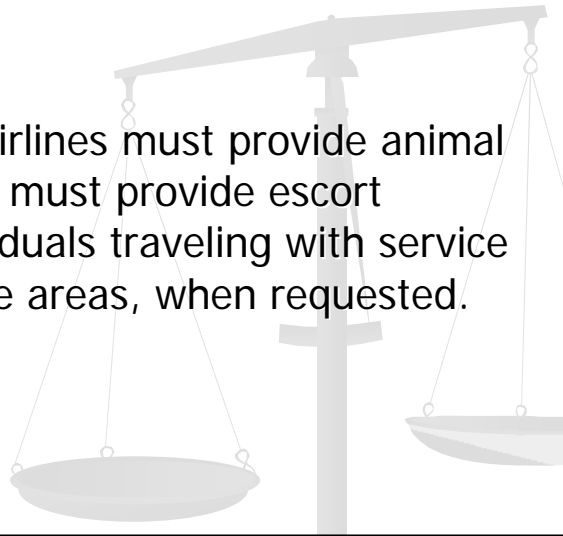 irlines must provide animal
must provide escort
duals traveling with service
e areas, when requested.